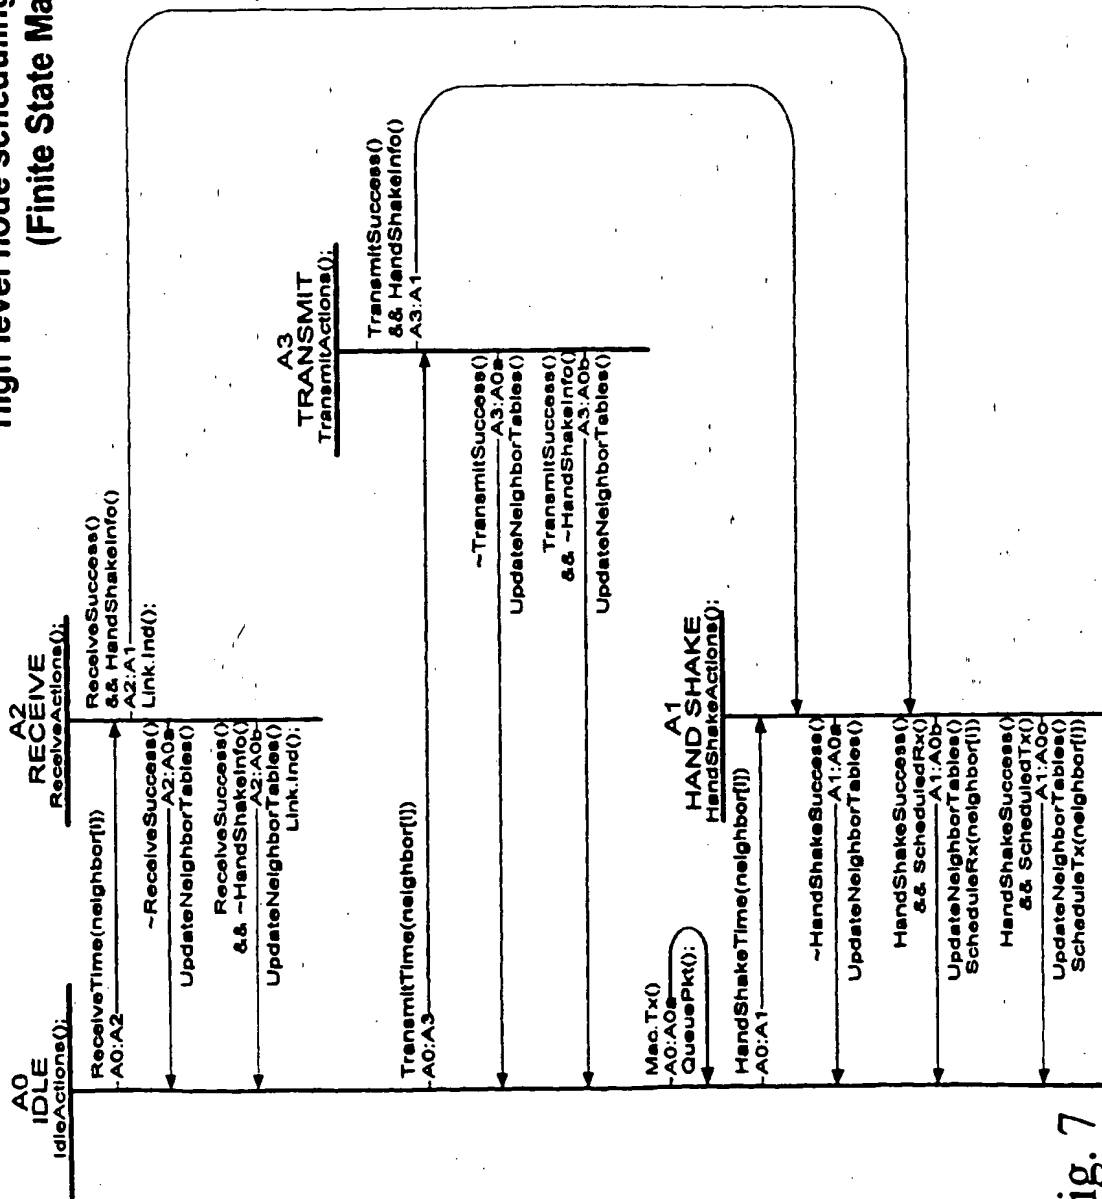 (Finite State Ma
A0
IDLE
IdleActions();
A2
RECEIVE
ReceiveActions();
A3
TRANSMIT
TransmitActions();
A1
HAND SHAKE
HandShakeActions();
ReceiveTime(neighbor[i])
A0:A2
~ReceiveSuccess()
A2:A0a
UpdateNeighborTables()
ReceiveSuccess()
&& ~HandShakeInfo()
A2:A0b
UpdateNeighborTables()
Link.Ind();
ReceiveSuccess()
&& HandShakeInfo()
A2:A1
Link.Ind();
TransmitTime(neighbor[i])
A0:A3
~TransmitSuccess()
A3:A0a
UpdateNeighborTables()
TransmitSuccess()
&& ~HandShakeInfo()
A3:A0b
UpdateNeighborTables()
TransmitSuccess()
&& HandShakeInfo()
A3:A1
Mac.Tx()
A0:A0a
QueuePkt();
HandShakeTime(neighbor[i])
A0:A1
~HandShakeSuccess()
A1:A0a
UpdateNeighborTables()
HandShakeSuccess()
&& ScheduledRx()
A1:A0b
UpdateNeighborTables()
ScheduleRx(neighbor[i])
HandShakeSuccess()
&& ScheduledTx()
A1:A0c
UpdateNeighborTables()
ScheduleTx(neighbor[i])
ig. 7